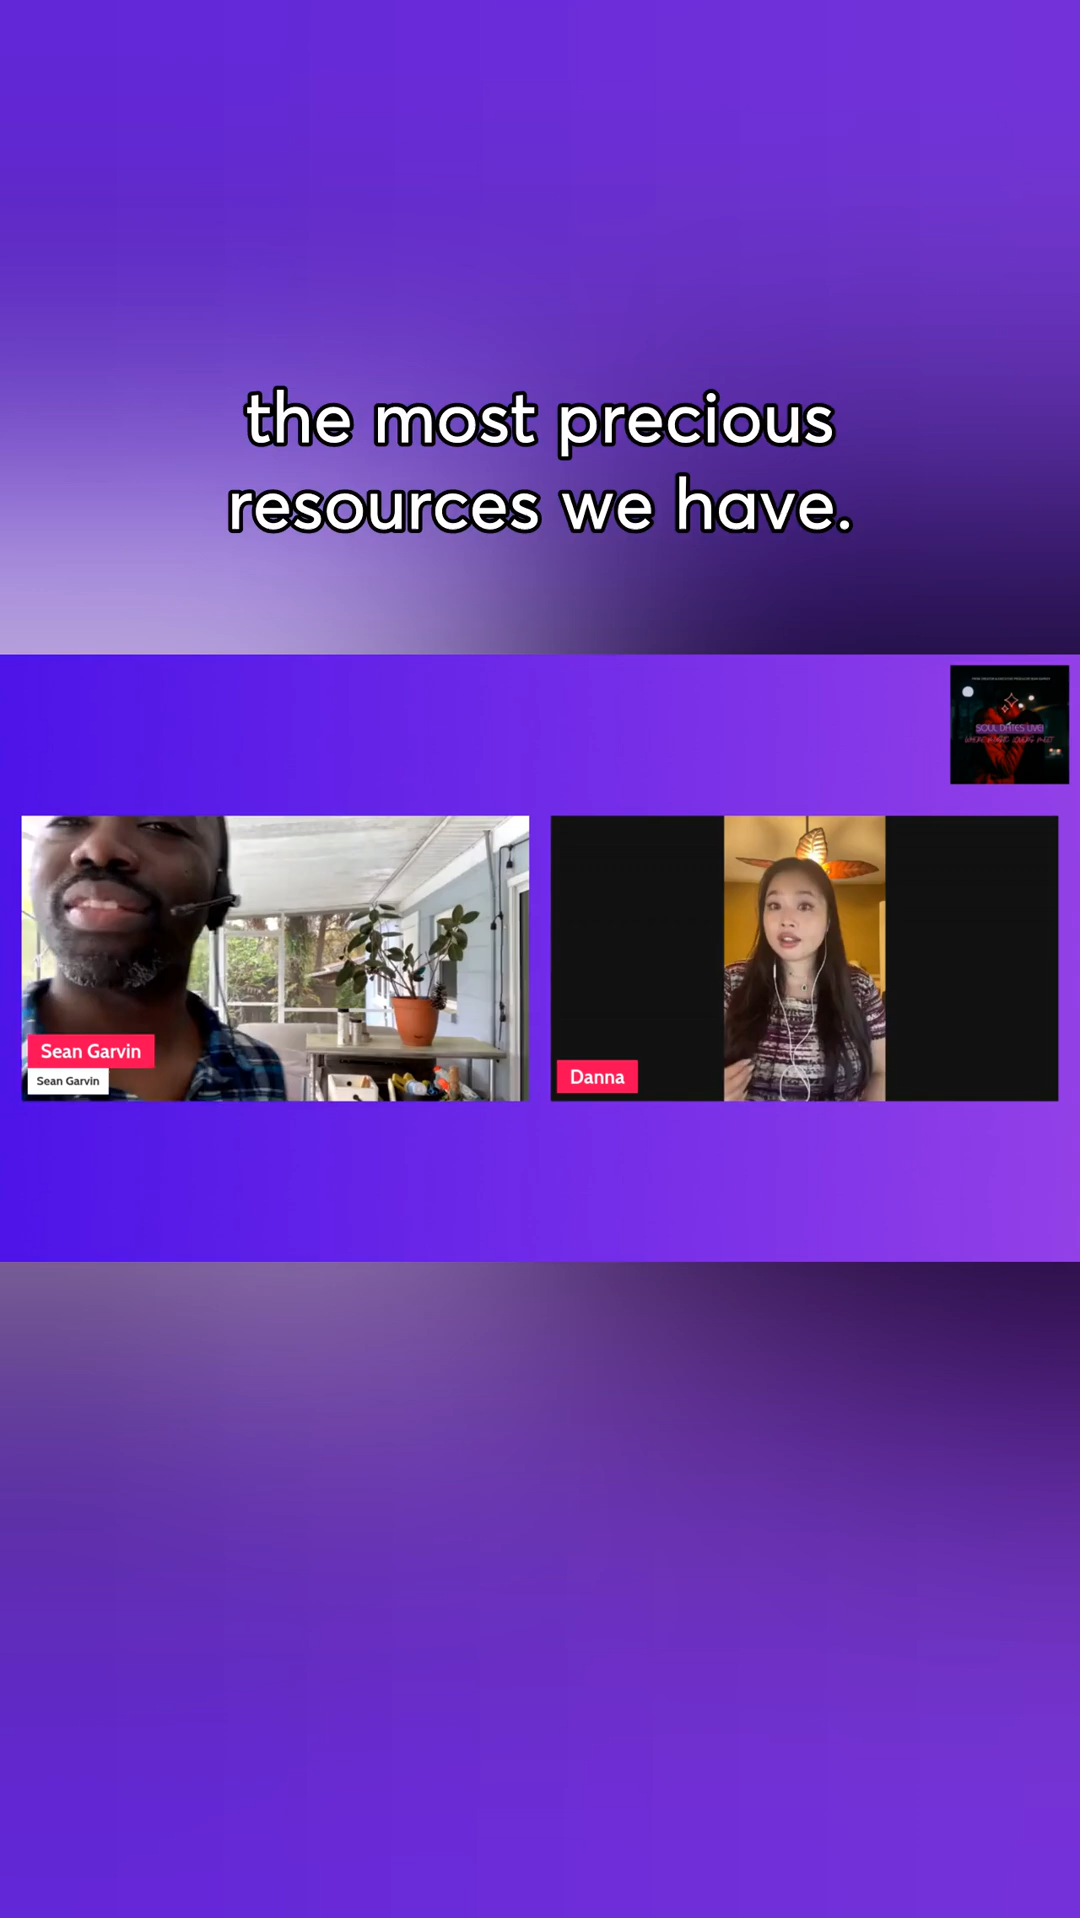 the most precious
resources we have.
SOUL DATES LIVE!
Sean Garvin
Sean Garvin
Danna